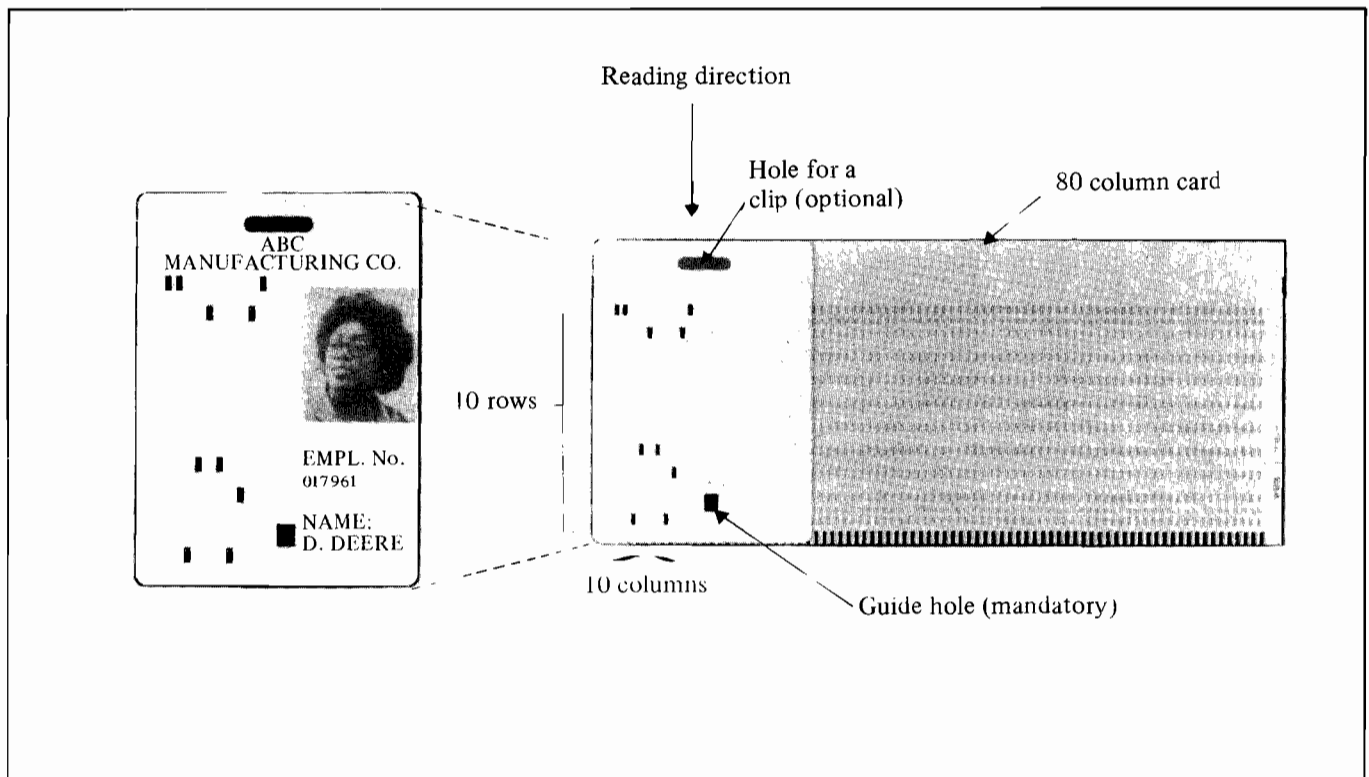 Reading direction
Hole for a
clip (optional)
80 column card
ABC
MANUFACTURING CO.
10 rows
EMPL. No.
017961
NAME:
D. DEERE
10 columns
Guide hole (mandatory)